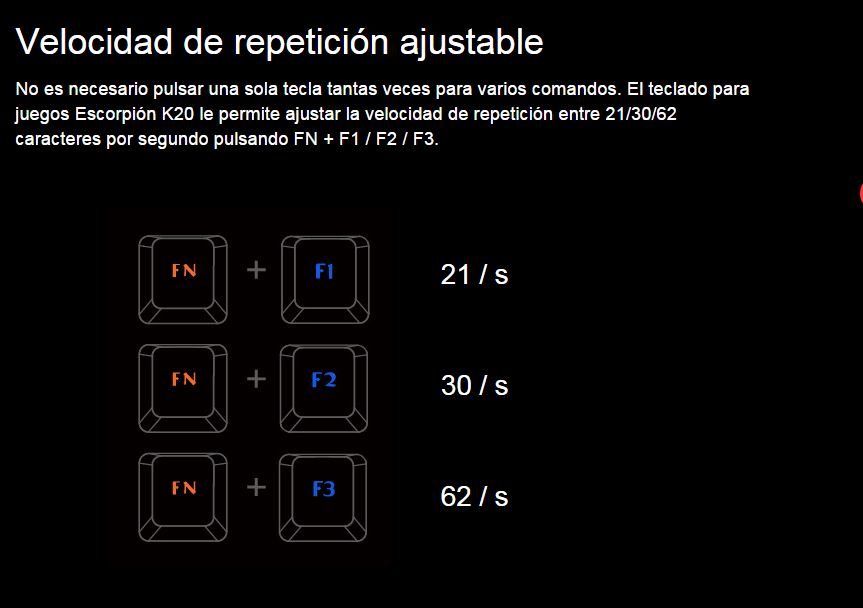 Velocidad de repetición ajustable
No es necesario pulsar una sola tecla tantas veces para varios comandos. El teclado para
juegos Escorpión K20 le permite ajustar la velocidad de repetición entre 21/30/62
caracteres por segundo pulsando FN + F1 / F2 / F3.
FN + F1 21 / s
FN + F2 30 / s
FN + F3 62 / s